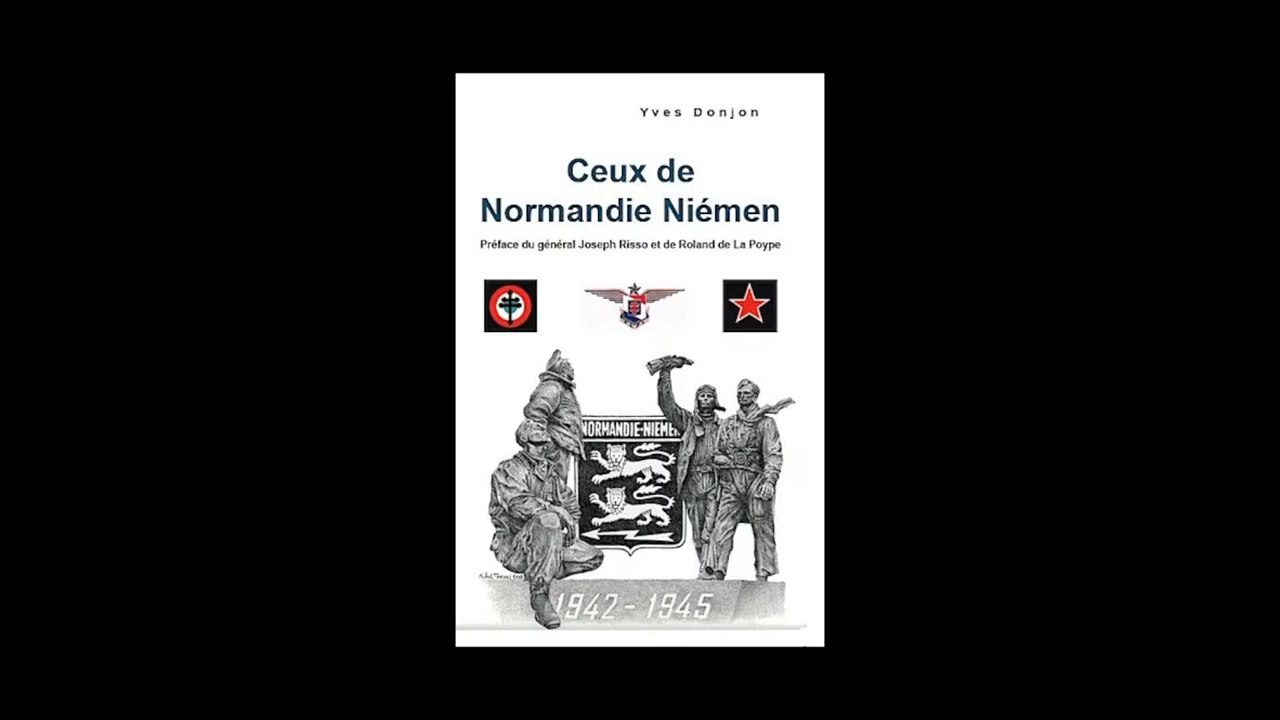 Yves Donjon
Ceux de
Normandie Niémen
Préface du général Joseph Risso et de Roland de La Poype
NORMANDIE-NIEMEN
1942 - 1945